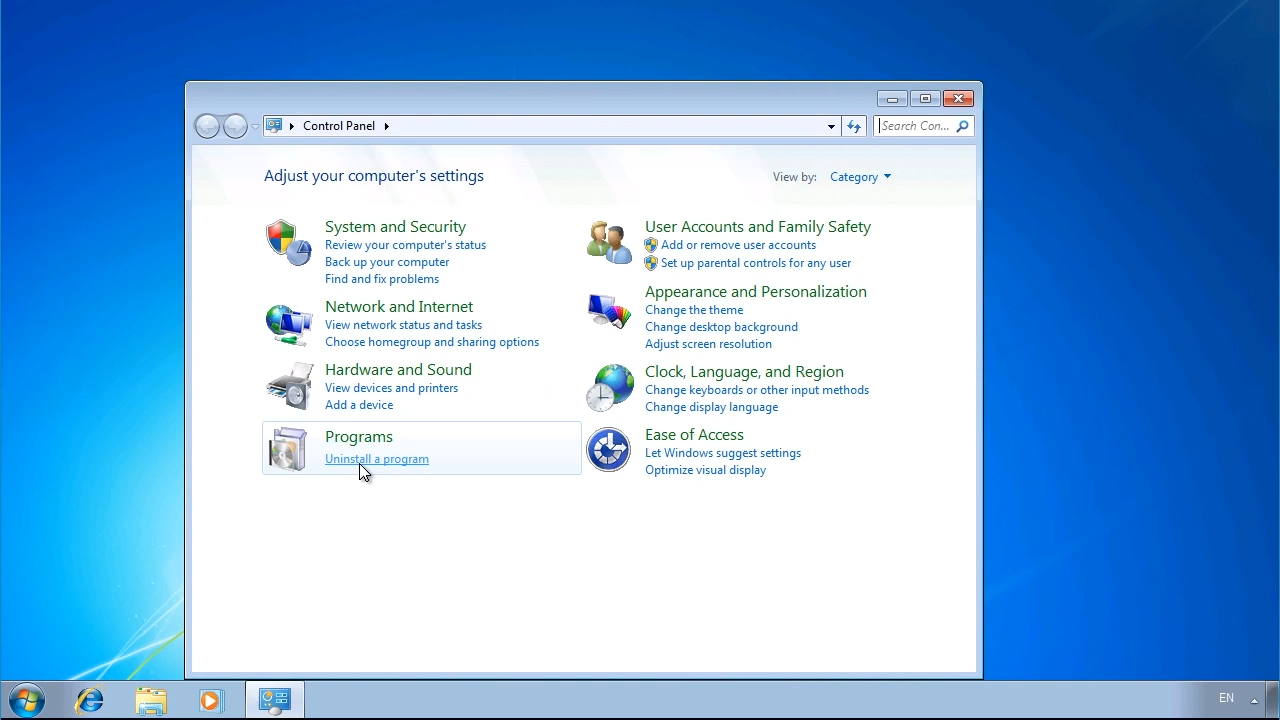 Control Panel
Search Con...
Adjust your computer's settings
View by: Category
System and Security
Review your computer's status
Back up your computer
Find and fix problems
Network and Internet
View network status and tasks
Choose homegroup and sharing options
Hardware and Sound
View devices and printers
Add a device
Programs
Uninstall a program
User Accounts and Family Safety
Add or remove user accounts
Set up parental controls for any user
Appearance and Personalization
Change the theme
Change desktop background
Adjust screen resolution
Clock, Language, and Region
Change keyboards or other input methods
Change display language
Ease of Access
Let Windows suggest settings
Optimize visual display
EN